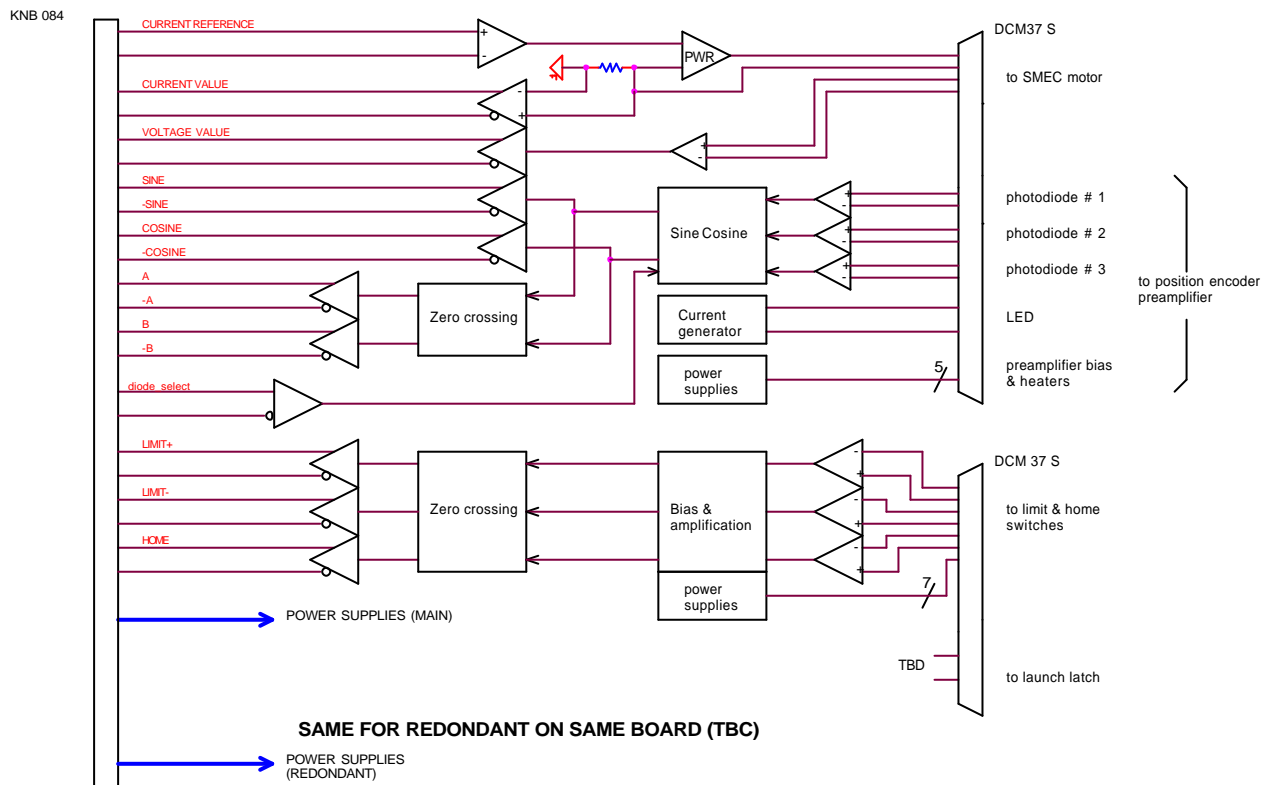 KNB 084
CURRENT REFERENCE
DCM37 S
+
-
PWR
to SMEC motor
CURRENT VALUE
-
+
VOLTAGE VALUE
+
-
SINE
-SINE
COSINE
-COSINE
Sine Cosine
+
-
photodiode # 1
+
-
photodiode # 2
+
-
photodiode # 3
to position encoder
preamplifier
A
-A
B
-B
Zero crossing
Current
generator
LED
power
supplies
5
preamplifier bias
& heaters
diode_select
LIMIT+
LIMIT-
HOME
Zero crossing
Bias &
amplification
-
+
-
+
-
+
DCM 37 S
to limit & home
switches
power
supplies
7
POWER SUPPLIES (MAIN)
TBD
to launch latch
SAME FOR REDONDANT ON SAME BOARD (TBC)
POWER SUPPLIES
(REDONDANT)